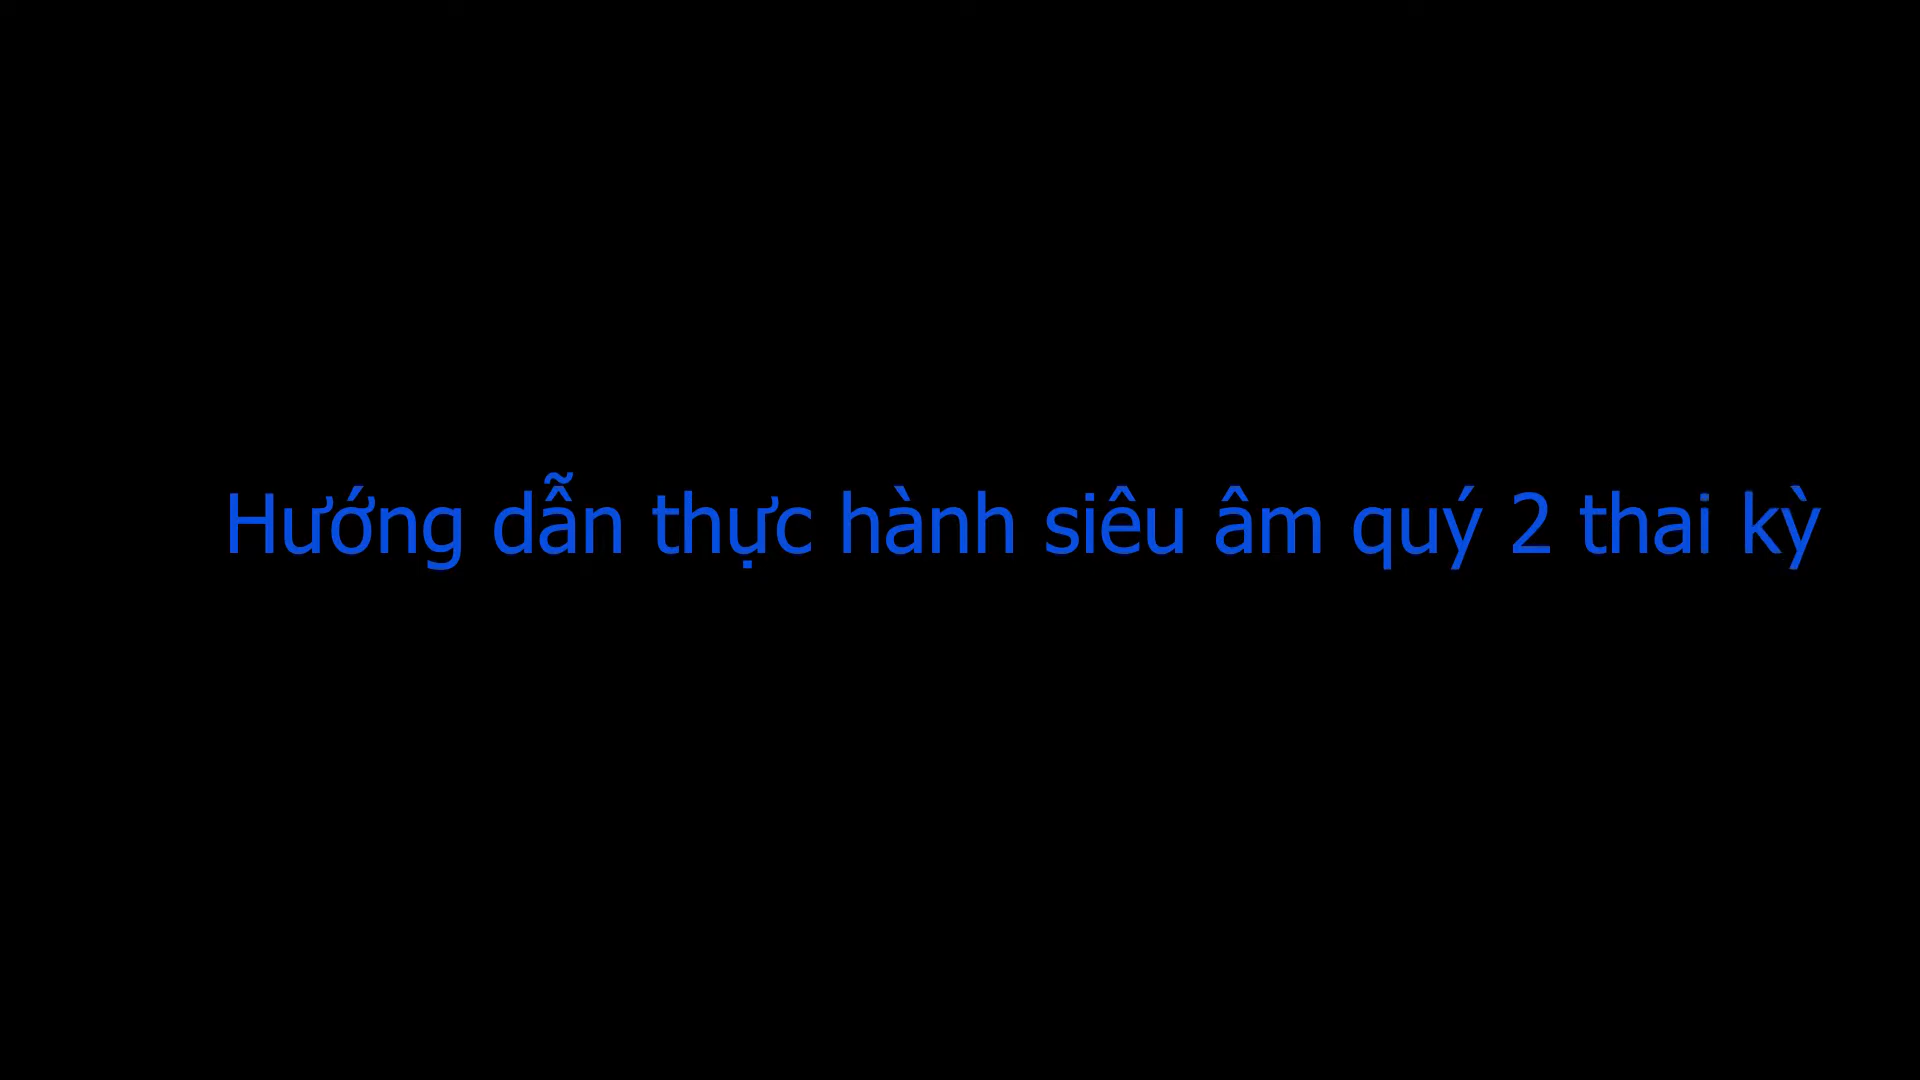 Hướng dẫn thực hành siêu âm quý 2 thai kỳ